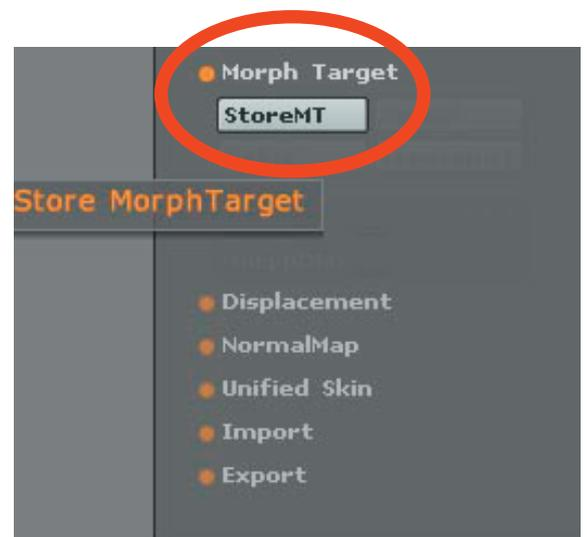 Morph Target
StoreMT
Store MorphTarget
Displacement
NormalMap
Unified Skin
Import
Export